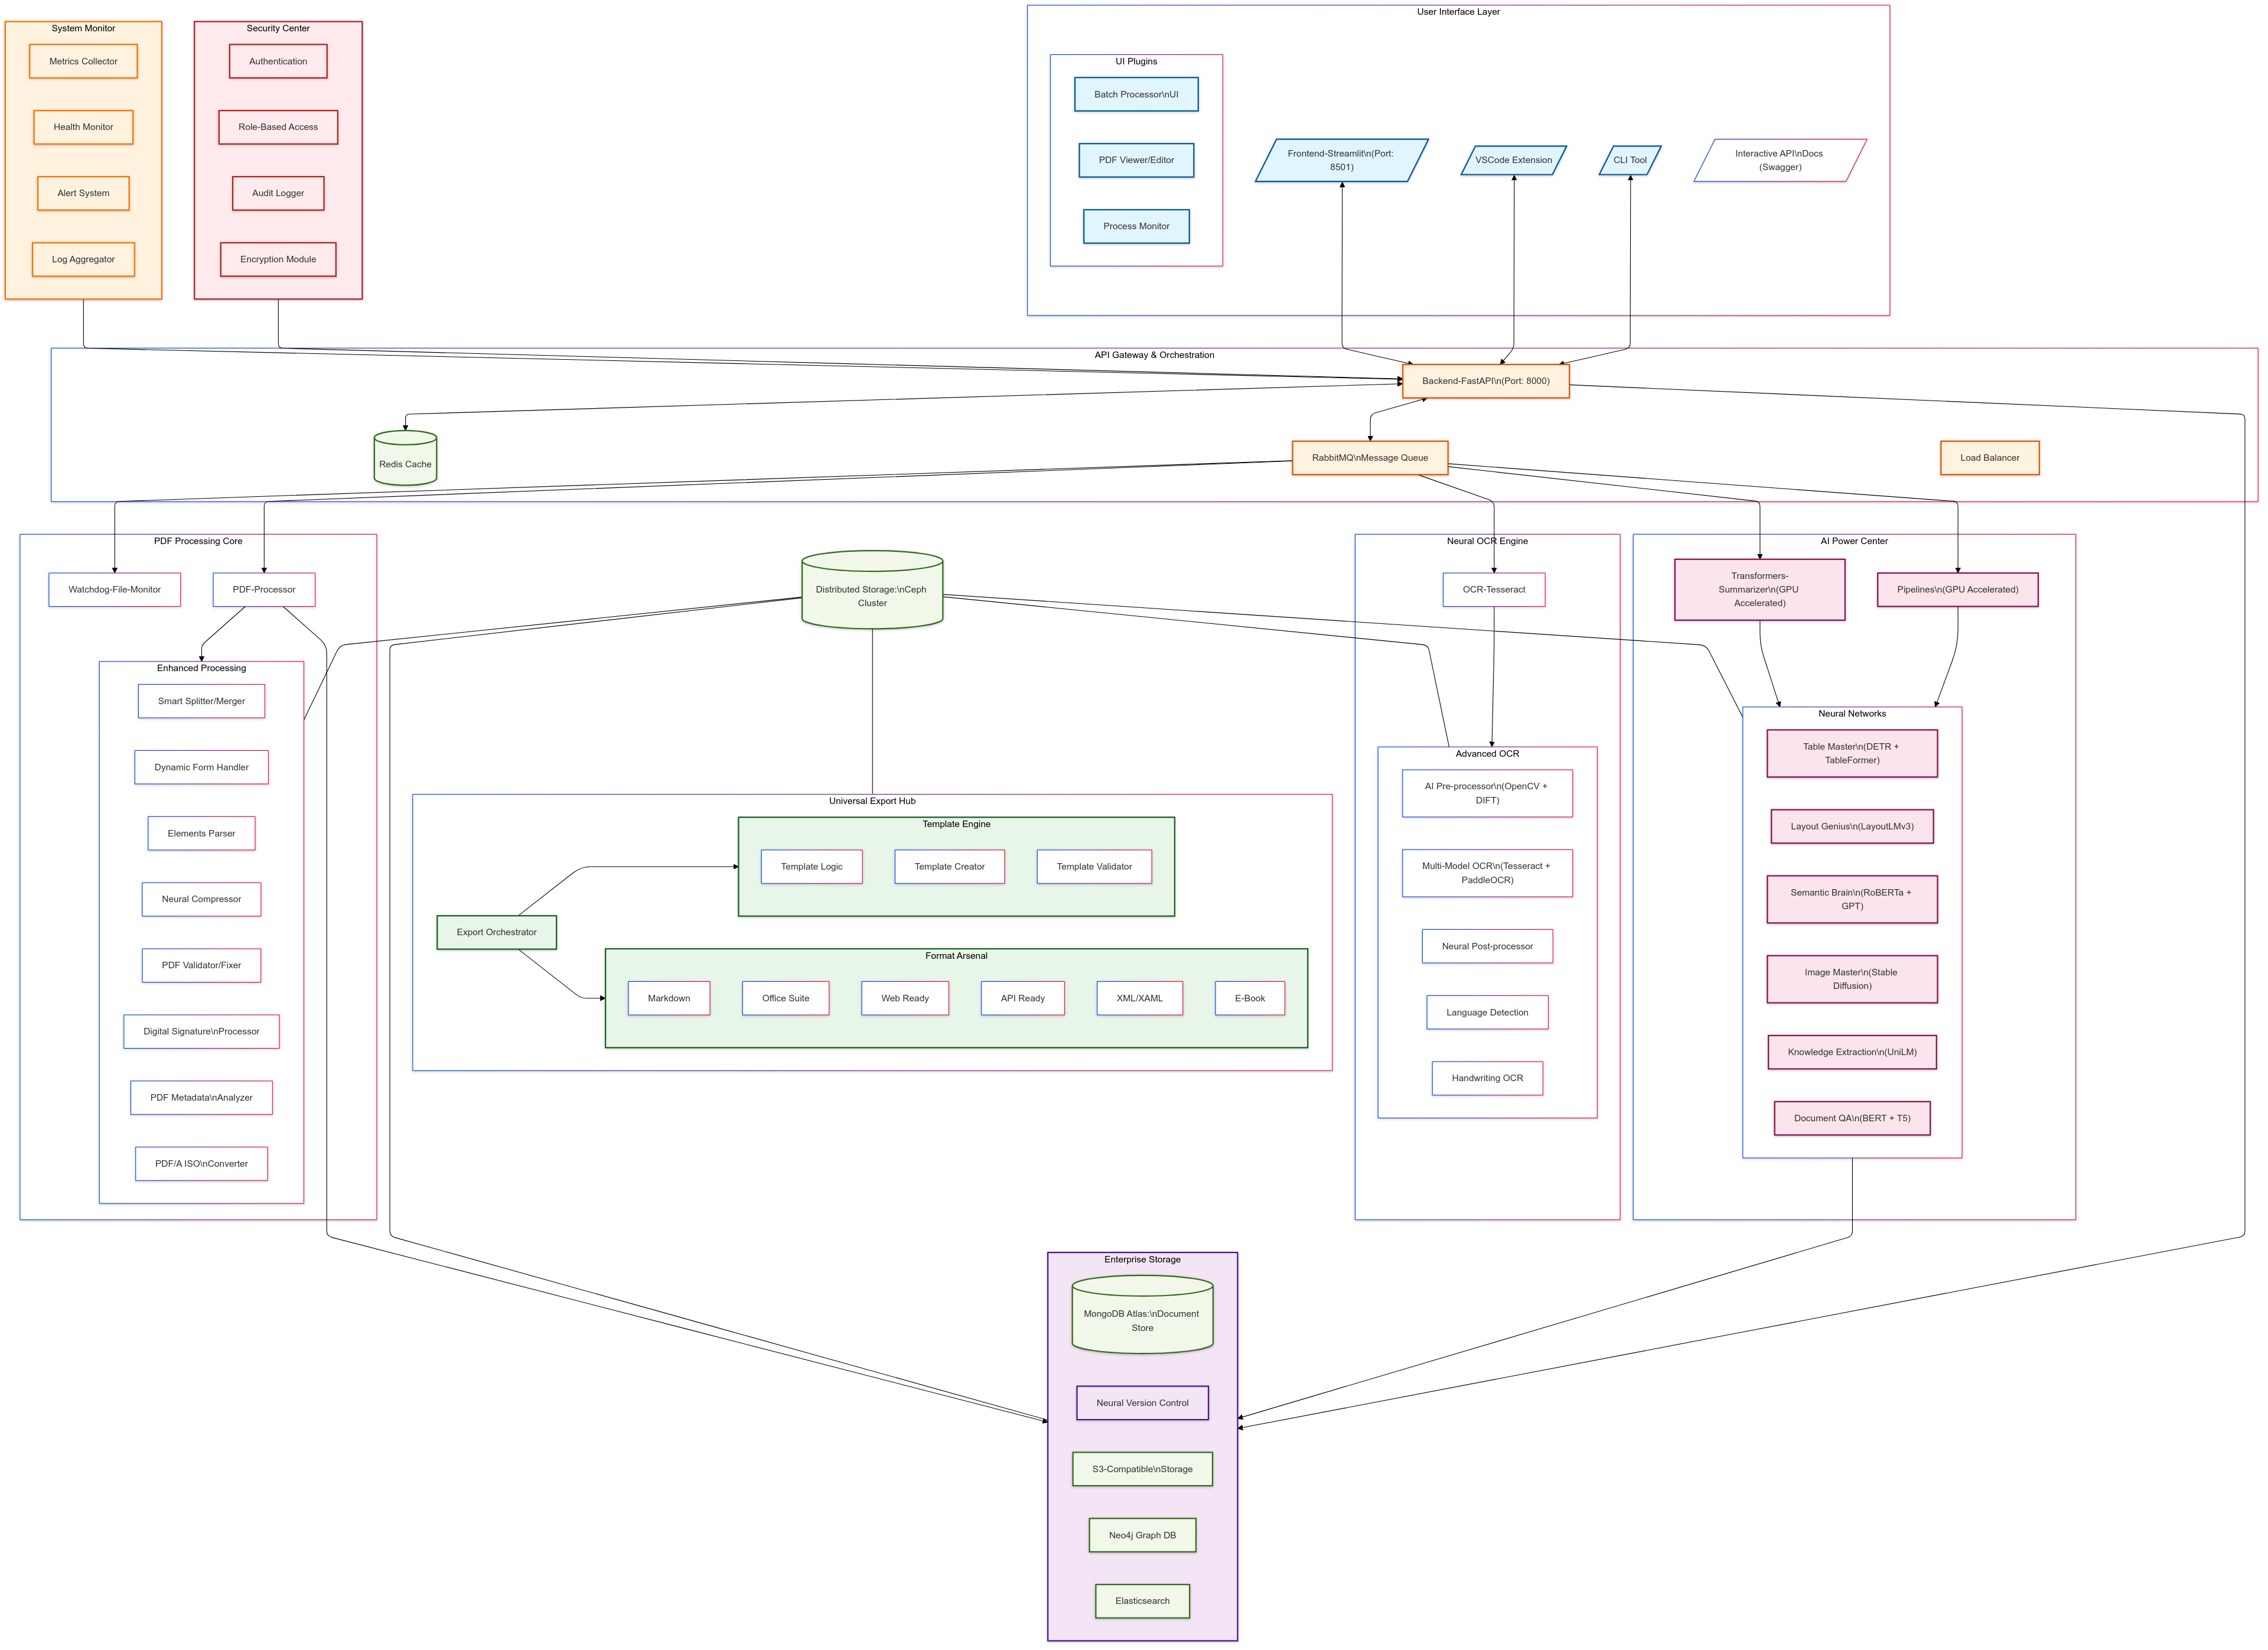 System Monitor
Metrics Collector
Health Monitor
Alert System
Log Aggregator
Security Center
Authentication
Role-Based Access
Audit Logger
Encryption Module
User Interface Layer
UI Plugins
Batch Processor\nUI
PDF Viewer/Editor
Process Monitor
Frontend-Streamlit\n(Port:
8501)
VSCode Extension
CLI Tool
Interactive API\nDocs
(Swagger)
API Gateway & Orchestration
Backend-FastAPI\n(Port: 8000)
Redis Cache
RabbitMQ\nMessage Queue
Load Balancer
PDF Processing Core
Watchdog-File-Monitor
PDF-Processor
Enhanced Processing
Smart Splitter/Merger
Dynamic Form Handler
Elements Parser
Neural Compressor
PDF Validator/Fixer
Digital Signature\nProcessor
PDF Metadata\nAnalyzer
PDF/A ISO\nConverter
Distributed Storage:\nCeph
Cluster
Universal Export Hub
Template Engine
Template Logic
Template Creator
Template Validator
Export Orchestrator
Format Arsenal
Markdown
Office Suite
Web Ready
API Ready
XML/XAML
E-Book
Neural OCR Engine
OCR-Tesseract
Advanced OCR
AI Pre-processor\n(OpenCV +
DIFT)
Multi-Model OCR\n(Tesseract +
PaddleOCR)
Neural Post-processor
Language Detection
Handwriting OCR
AI Power Center
Transformers-
Summarizer\n(GPU
Accelerated)
Pipelines\n(GPU Accelerated)
Neural Networks
Table Master\n(DETR +
TableFormer)
Layout Genius\n(LayoutLMv3)
Semantic Brain\n(RoBERTa +
GPT)
Image Master\n(Stable
Diffusion)
Knowledge Extraction\n(UniLM)
Document QA\n(BERT + T5)
Enterprise Storage
MongoDB Atlas:\nDocument
Store
Neural Version Control
S3-Compatible\nStorage
Neo4j Graph DB
Elasticsearch